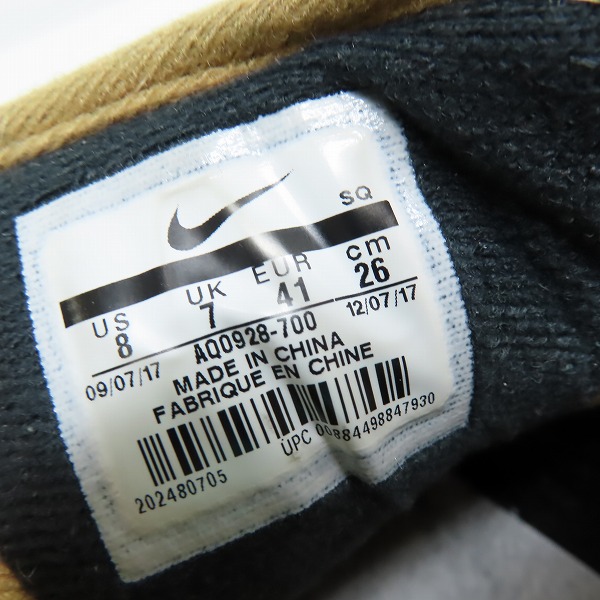 SQ
US UK EUR cm
8 7 41 26
09/07/17 AQ0928-700 12/07/17
MADE IN CHINA
FABRIQUE EN CHINE
UPC 00884498847930
202480705